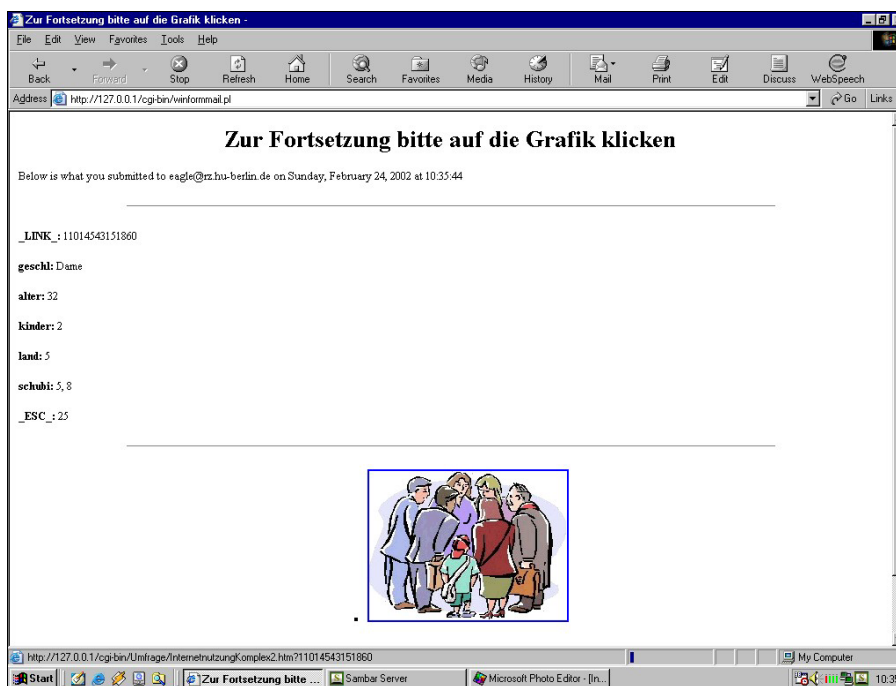 Zur Fortsetzung bitte auf die Grafik klicken -
File Edit View Favorites Tools Help
Back Forward Stop Refresh Home Search Favorites Media History Mail Print Edit Discuss WebSpeech
Address http://127.0.0.1/cgi-bin/winformmail.pl Go Links
Zur Fortsetzung bitte auf die Grafik klicken
Below is what you submitted to eagle@rz.hu-berlin.de on Sunday, February 24, 2002 at 10:35:44
_LINK_: 11014543151860
geschl: Dame
alter: 32
kinder: 2
land: 5
schubi: 5, 8
_ESC_: 25
http://127.0.0.1/cgi-bin/Umfrage/InternetnutzungKomplex2.htm?11014543151860 My Computer
Start Zur Fortsetzung bitte ... Sambar Server Microsoft Photo Editor - [In...